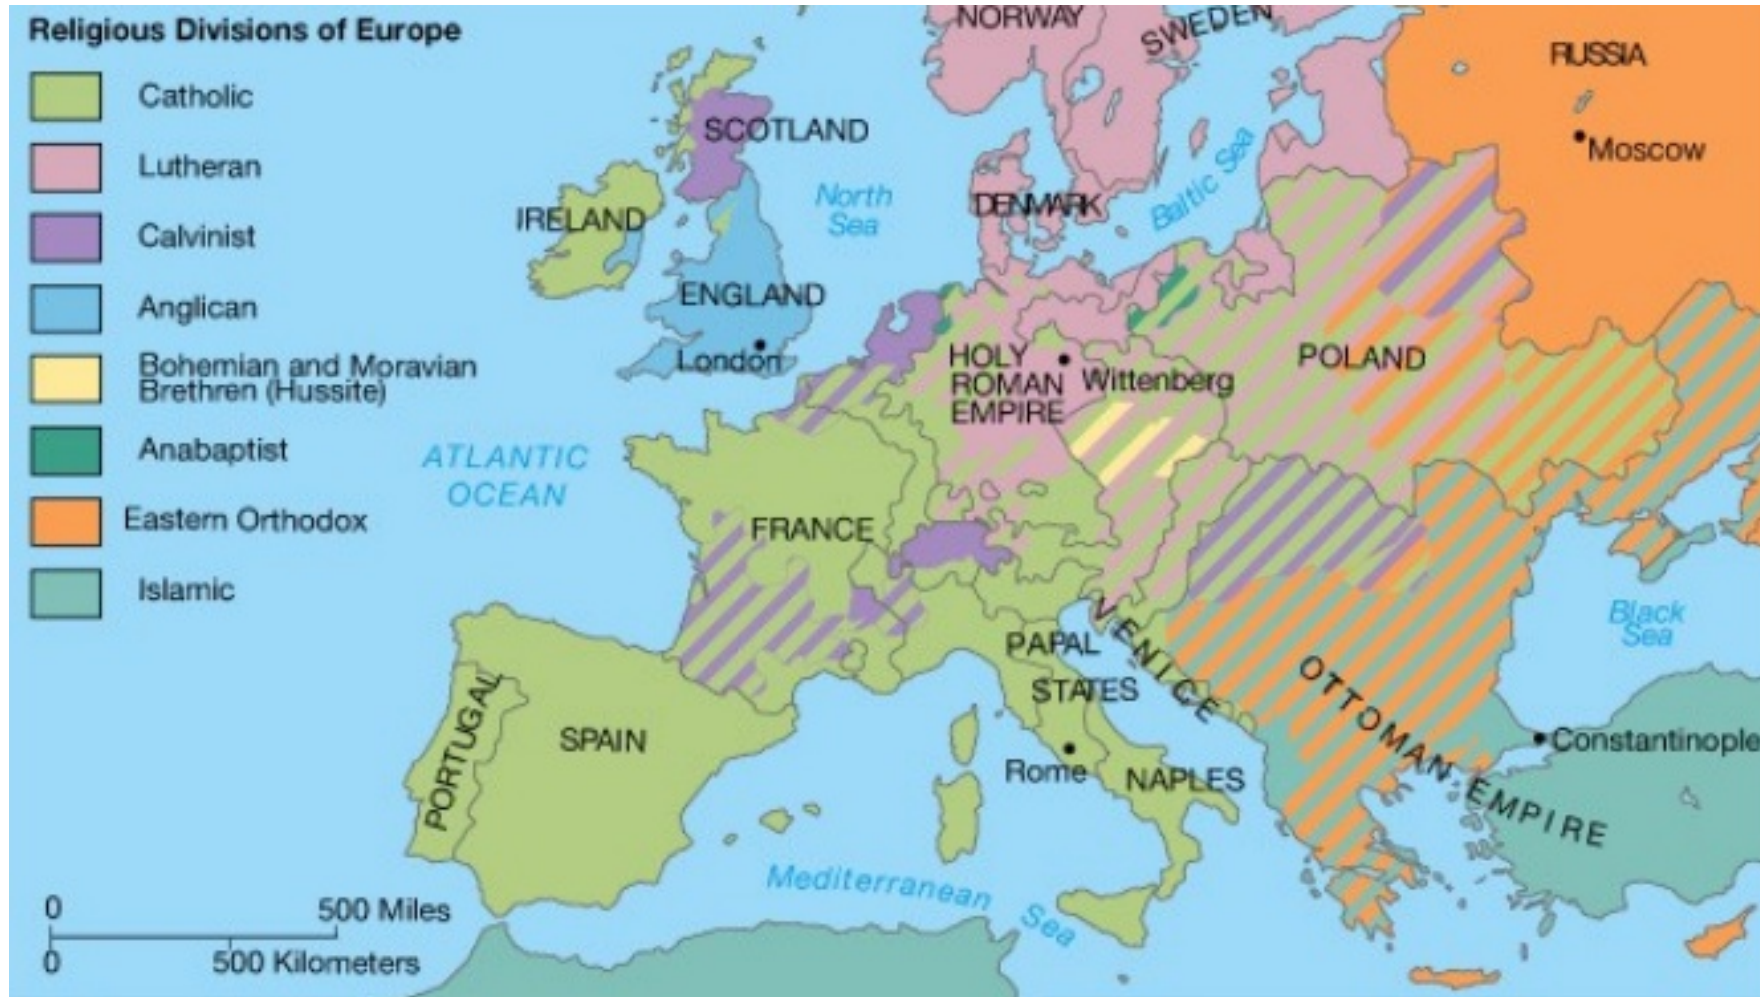 Religious Divisions of Europe
Catholic
Lutheran
Calvinist
Anglican
Bohemian and Moravian
Brethren (Hussite)
Anabaptist
Eastern Orthodox
Islamic
NORWAY
SWEDEN
RUSSIA
Moscow
SCOTLAND
North
Sea
DENMARK
Baltic Sea
IRELAND
ENGLAND
London
HOLY
ROMAN
EMPIRE
Wittenberg
POLAND
ATLANTIC
OCEAN
FRANCE
Black
Sea
PAPAL
STATES
VENICE
OTTOMAN EMPIRE
Constantinople
PORTUGAL
SPAIN
Rome
NAPLES
Mediterranean
Sea
0
500 Miles
0
500 Kilometers